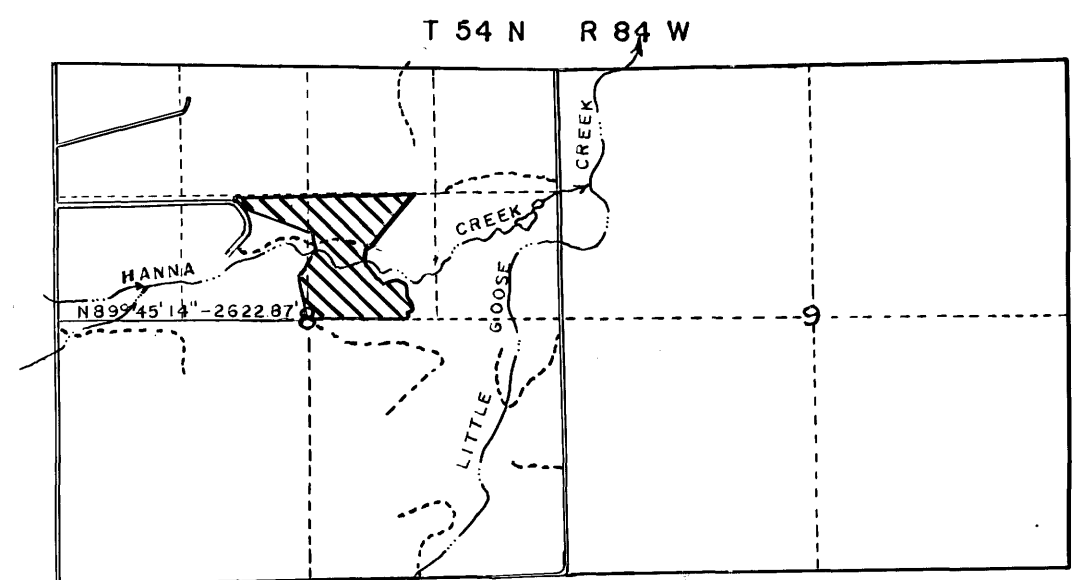 T 54 N R 84 W
CREEK
CREEK
HANNA
GOOSE
N89°45'14" - 2622.87'
8
9
LITTLE